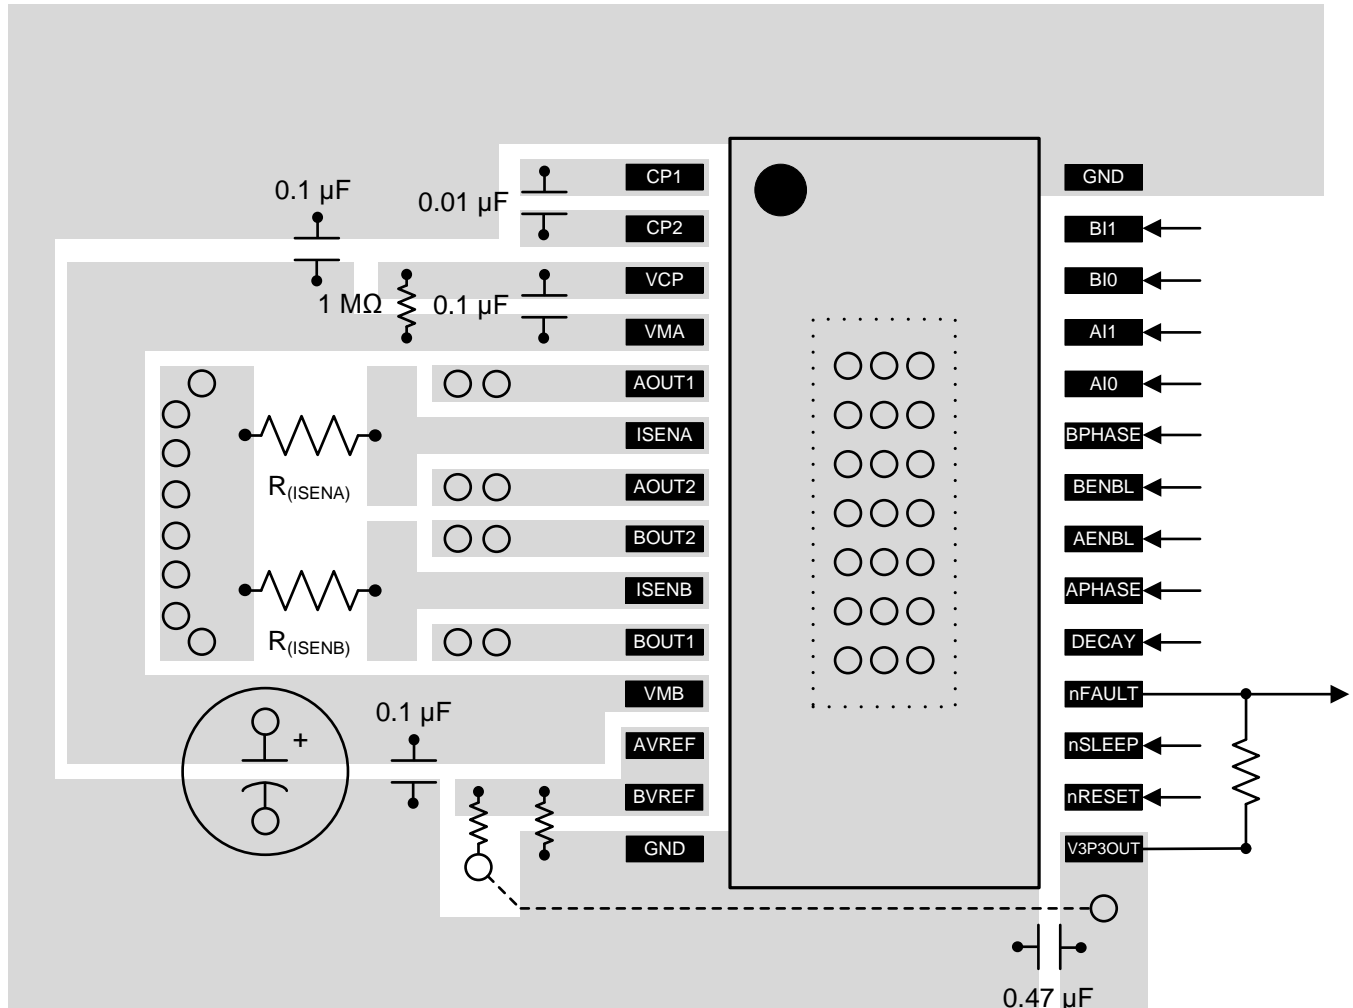 CP1
GND
0.1 µF
0.01 µF
CP2
BI1
VCP
BI0
1 MΩ
0.1 µF
VMA
AI1
AOUT1
AI0
ISENA
BPHASE
R(ISENA)
AOUT2
BENBL
BOUT2
AENBL
ISENB
APHASE
R(ISENB)
BOUT1
DECAY
VMB
nFAULT
0.1 µF
+
AVREF
nSLEEP
BVREF
nRESET
GND
V3P3OUT
0.47 µF